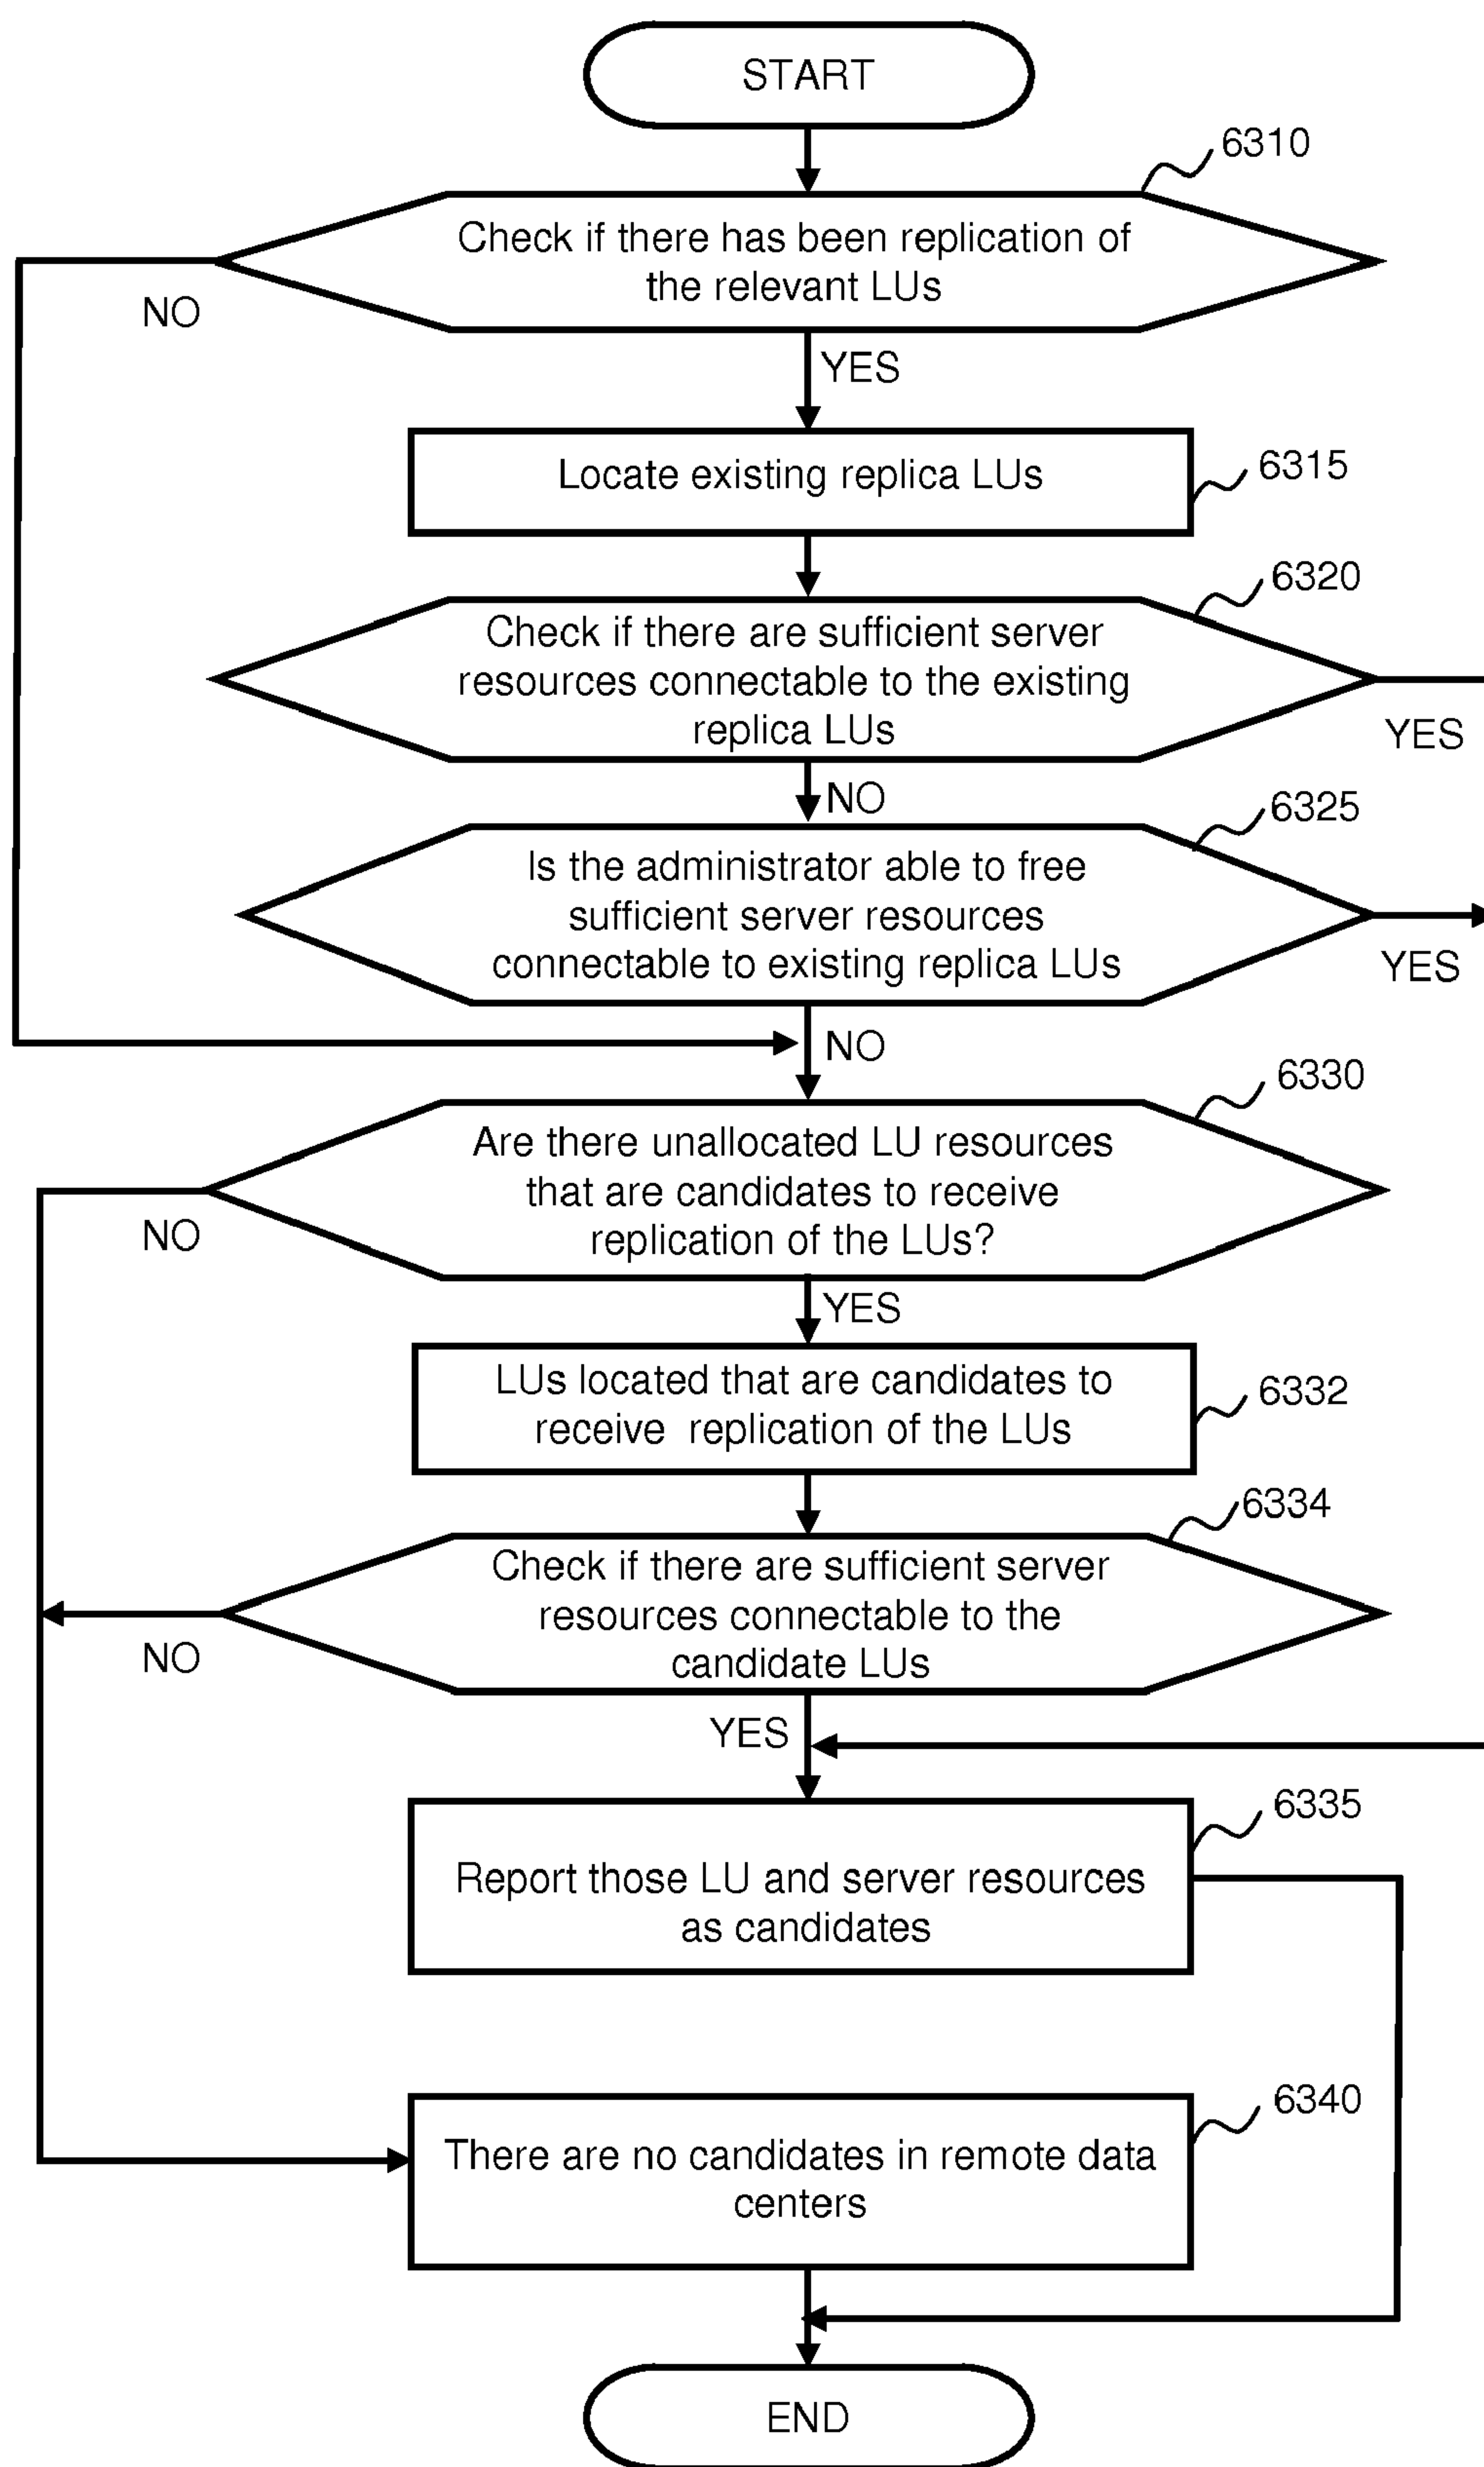 START
6310
Check if there has been replication of
the relevant LUs
NO
YES
Locate existing replica LUs
6315
6320
Check if there are sufficient server
resources connectable to the existing
replica LUs
YES
NO
6325
Is the administrator able to free
sufficient server resources
connectable to existing replica LUs
YES
NO
6330
Are there unallocated LU resources
that are candidates to receive
replication of the LUs?
NO
YES
LUs located that are candidates to
receive replication of the LUs
6332
6334
Check if there are sufficient server
resources connectable to the
candidate LUs
NO
YES
6335
Report those LU and server resources
as candidates
6340
There are no candidates in remote data
centers
END